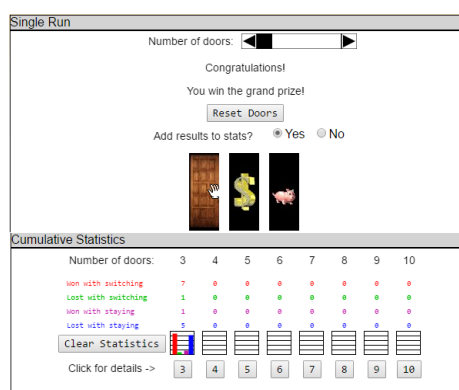 Single Run
Number of doors:
Congratulations!
You win the grand prize!
Reset Doors
Add results to stats? Yes No
$
Cumulative Statistics
Number of doors: 3 4 5 6 7 8 9 10
Won with switching 7 0 0 0 0 0 0 0
Lost with switching 1 0 0 0 0 0 0 0
Won with staying 1 0 0 0 0 0 0 0
Lost with staying 5 0 0 0 0 0 0 0
Clear Statistics
Click for details -> 3 4 5 6 7 8 9 10